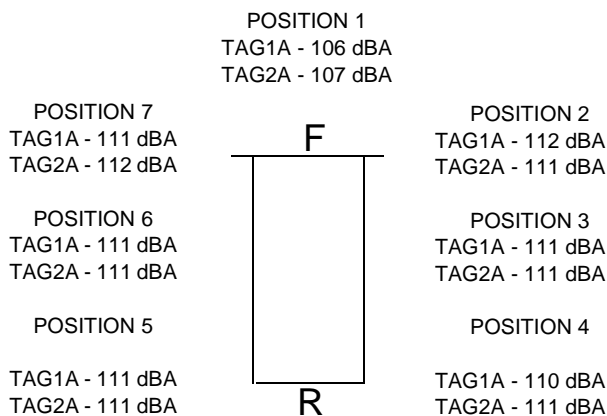 POSITION 1
TAG1A - 106 dBA
TAG2A - 107 dBA
POSITION 7
TAG1A - 111 dBA
TAG2A - 112 dBA
F
POSITION 2
TAG1A - 112 dBA
TAG2A - 111 dBA
POSITION 6
TAG1A - 111 dBA
TAG2A - 111 dBA
POSITION 3
TAG1A - 111 dBA
TAG2A - 111 dBA
POSITION 5
TAG1A - 111 dBA
TAG2A - 111 dBA
R
POSITION 4
TAG1A - 110 dBA
TAG2A - 111 dBA